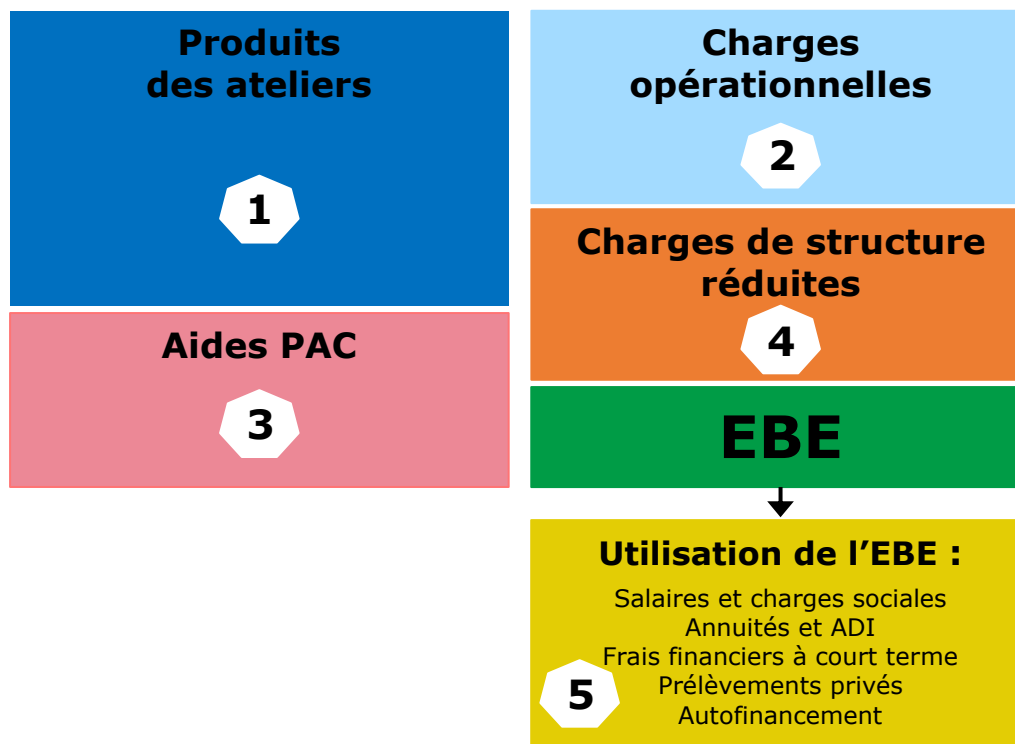 Produits
des ateliers
1
Aides PAC
3
Charges
opérationnelles
2
Charges de structure
réduites
4
EBE
Utilisation de l’EBE :
Salaires et charges sociales
Annuités et ADI
Frais financiers à court terme
Prélèvements privés
Autofinancement
5